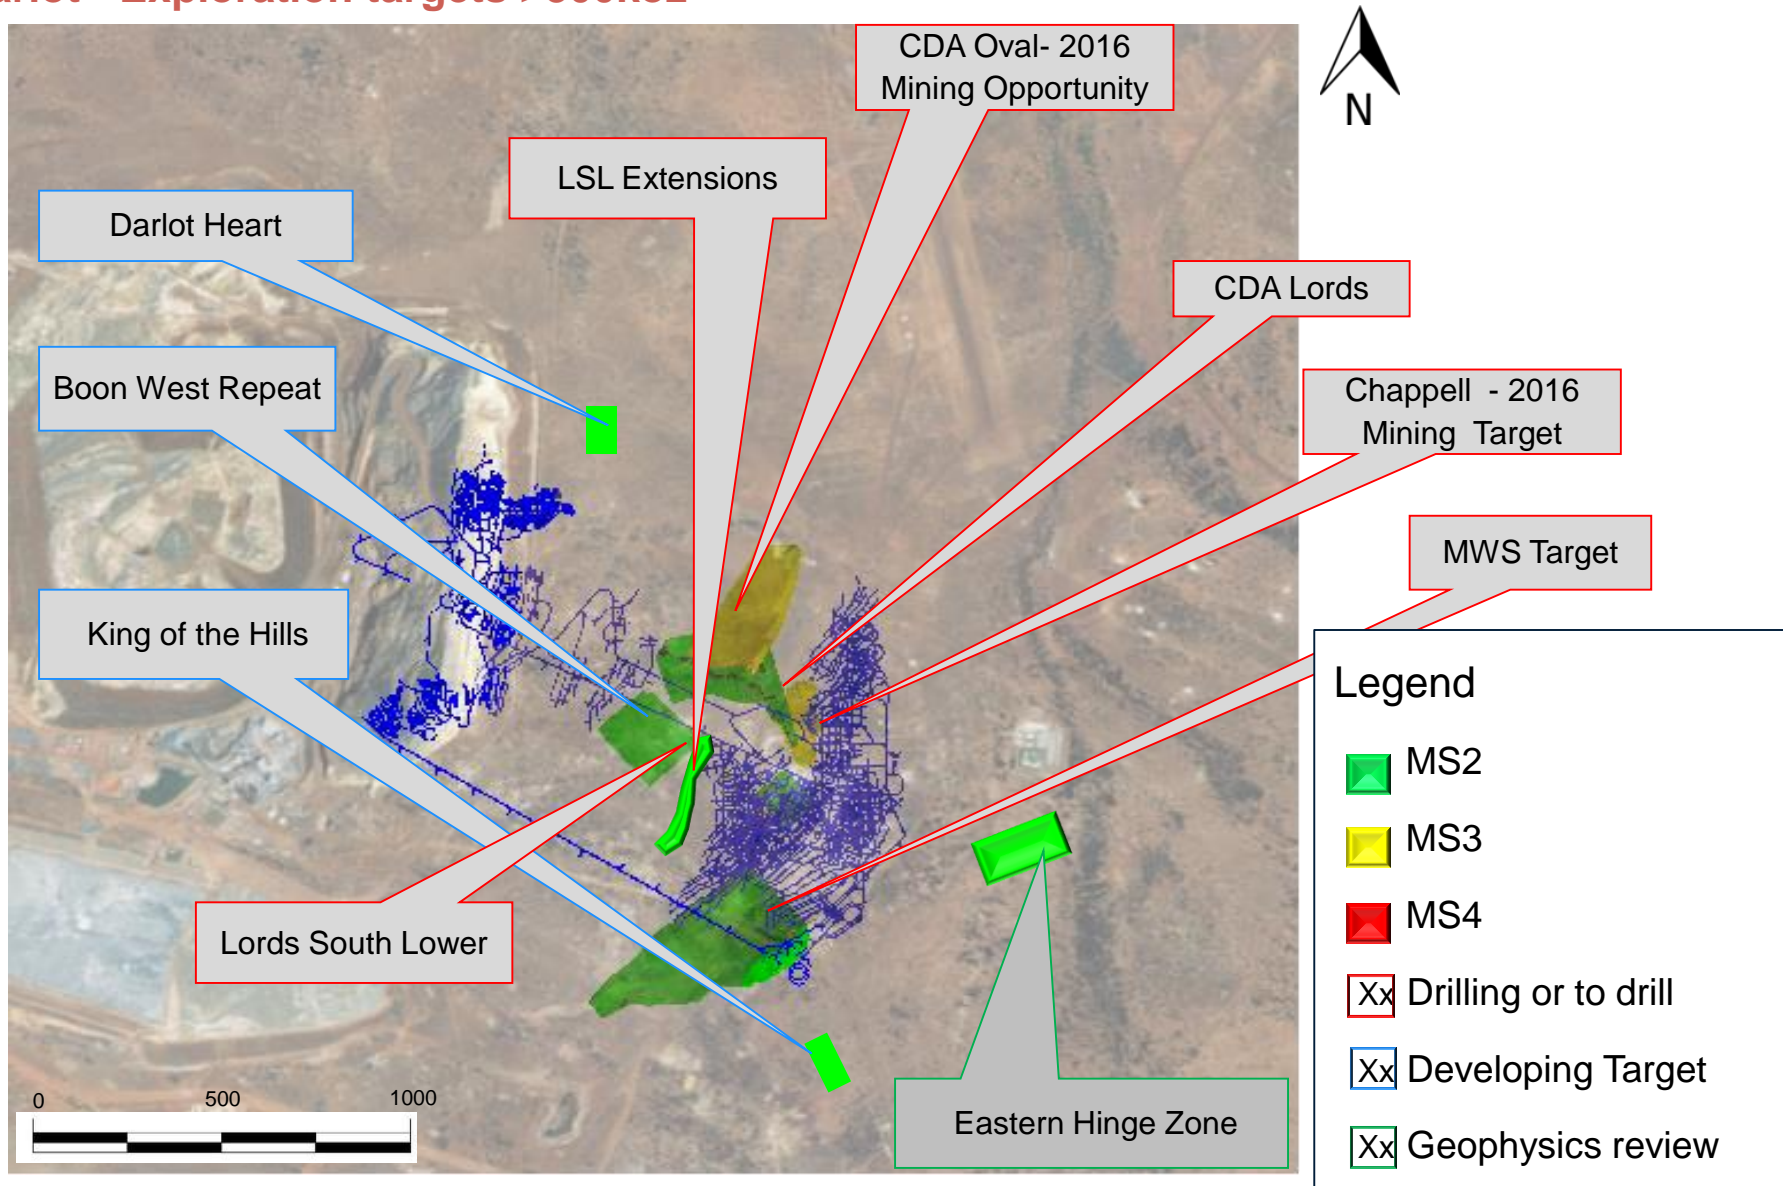 CDA Oval- 2016
Mining Opportunity
N
LSL Extensions
Darlot Heart
CDA Lords
Boon West Repeat
Chappell - 2016
Mining Target
MWS Target
King of the Hills
Legend
MS2
MS3
MS4
Xx Drilling or to drill
Xx Developing Target
Xx Geophysics review
Lords South Lower
Eastern Hinge Zone
0 500 1000